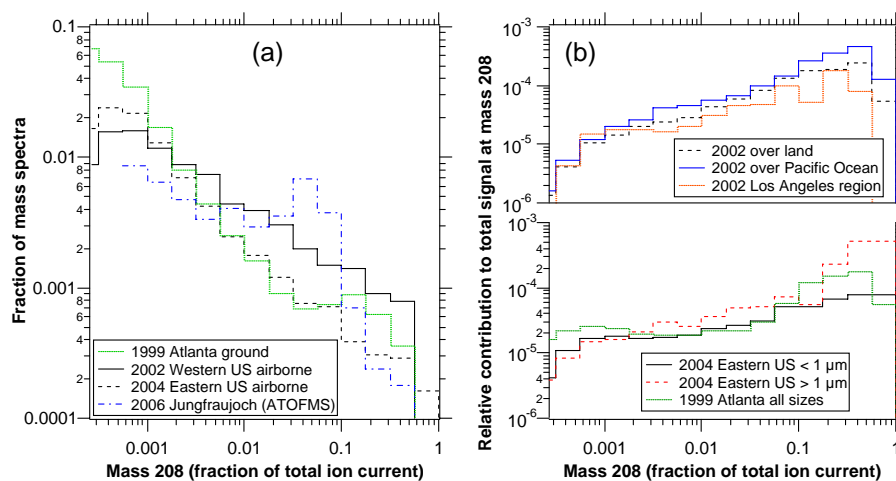 (a)
Fraction of mass spectra
0.1
8
6
4
2
0.01
8
6
4
2
0.001
8
6
4
2
0.0001
1999 Atlanta ground
2002 Western US airborne
2004 Eastern US airborne
2006 Jungfraujoch (ATOFMS)
0.001
0.01
0.1
1
Mass 208 (fraction of total ion current)
(b)
Relative contribution to total signal at mass 208
10-3
10-4
10-5
10-6
2002 over land
2002 over Pacific Ocean
2002 Los Angeles region
10-3
4
2
10-4
4
2
10-5
4
2
10-6
2004 Eastern US < 1 µm
2004 Eastern US > 1 µm
1999 Atlanta all sizes
0.001
0.01
0.1
1
Mass 208 (fraction of total ion current)